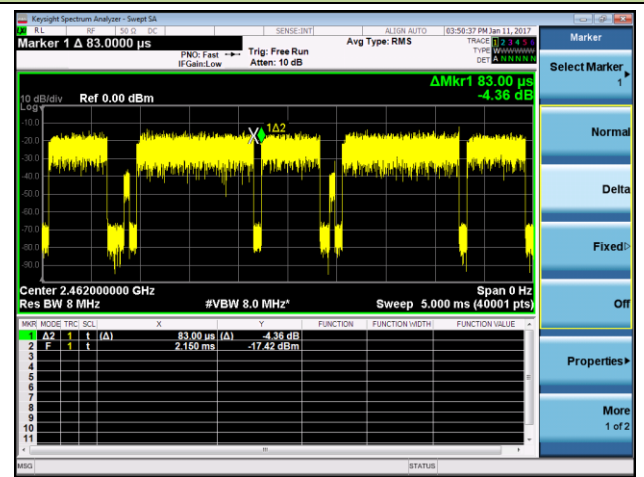 Keysight Spectrum Analyzer - Swept SA
RL RF 50 Ω DC SENSE:INT ALIGN AUTO 03:50:37 PM Jan 11, 2017
Marker 1 Δ 83.0000 µs
PNO: Fast
IFGain:Low
Trig: Free Run
Atten: 10 dB
Avg Type: RMS
TRACE 1 2 3 4 5 6
TYPE WWWWWW
DET A N N N N N
ΔMkr1 83.00 µs
-4.36 dB
10 dB/div Ref 0.00 dBm
Log
-10.0
-20.0
-30.0
-40.0
-50.0
-60.0
-70.0
-80.0
-90.0
X
1Δ2
Center 2.462000000 GHz Span 0 Hz
Res BW 8 MHz #VBW 8.0 MHz* Sweep 5.000 ms (40001 pts)
MKR MODE TRC SCL X Y FUNCTION FUNCTION WIDTH FUNCTION VALUE
1 Δ2 1 t (Δ) 83.00 µs (Δ) -4.36 dB
2 F 1 t 2.150 ms -17.42 dBm
3
4
5
6
7
8
9
10
11
MSG STATUS
Marker
Select Marker
1
Normal
Delta
Fixed
Off
Properties
More
1 of 2